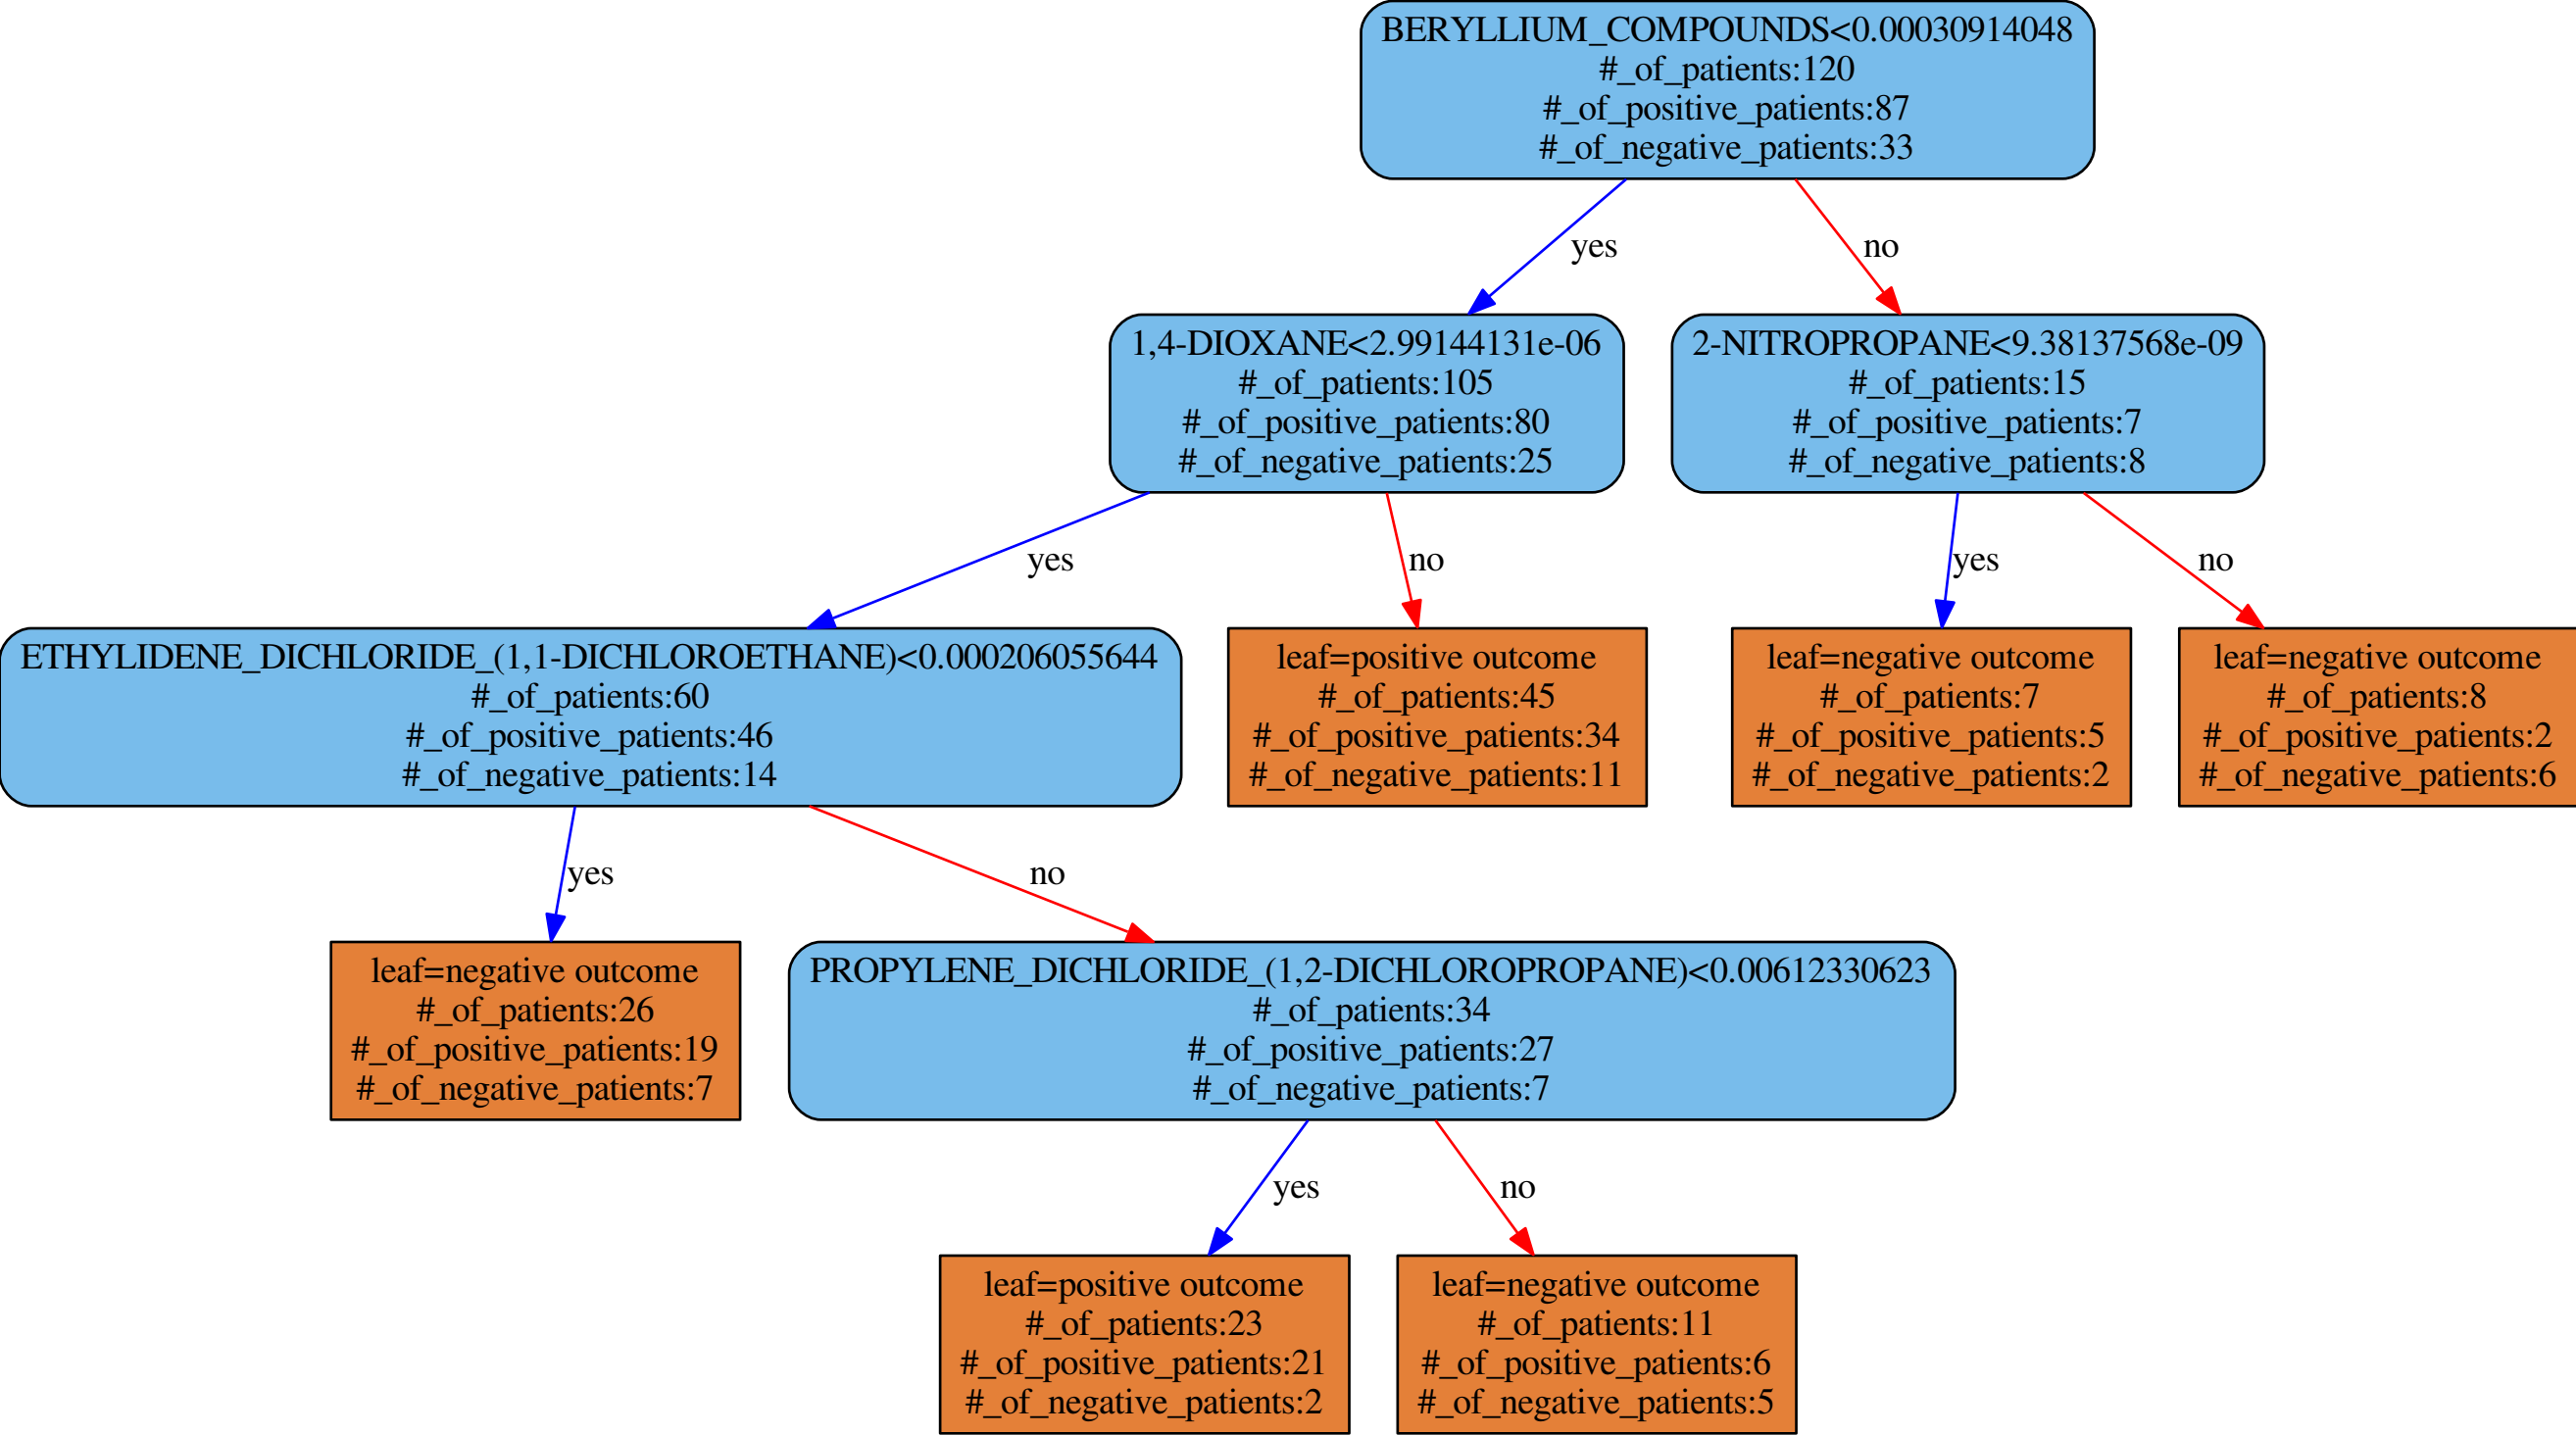 BERYLLIUM_COMPOUNDS<0.00030914048
#_of_patients:120
#_of_positive_patients:87
#_of_negative_patients:33
yes
no
1,4-DIOXANE<2.99144131e-06
#_of_patients:105
#_of_positive_patients:80
#_of_negative_patients:25
2-NITROPROPANE<9.38137568e-09
#_of_patients:15
#_of_positive_patients:7
#_of_negative_patients:8
yes
no
yes
no
ETHYLIDENE_DICHLORIDE_(1,1-DICHLOROETHANE)<0.000206055644
#_of_patients:60
#_of_positive_patients:46
#_of_negative_patients:14
leaf=positive outcome
#_of_patients:45
#_of_positive_patients:34
#_of_negative_patients:11
leaf=negative outcome
#_of_patients:7
#_of_positive_patients:5
#_of_negative_patients:2
leaf=negative outcome
#_of_patients:8
#_of_positive_patients:2
#_of_negative_patients:6
yes
no
leaf=negative outcome
#_of_patients:26
#_of_positive_patients:19
#_of_negative_patients:7
PROPYLENE_DICHLORIDE_(1,2-DICHLOROPROPANE)<0.00612330623
#_of_patients:34
#_of_positive_patients:27
#_of_negative_patients:7
yes
no
leaf=positive outcome
#_of_patients:23
#_of_positive_patients:21
#_of_negative_patients:2
leaf=negative outcome
#_of_patients:11
#_of_positive_patients:6
#_of_negative_patients:5